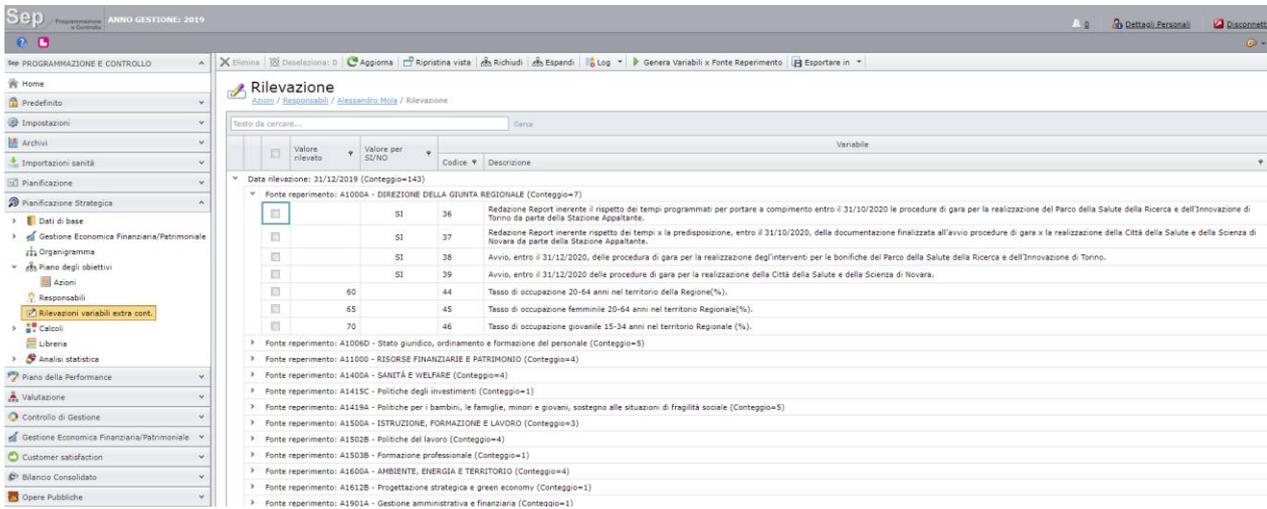 Sep Programmazione e Controllo ANNO GESTIONE: 2019
0 Dettagli Personali Disconnett
Sep PROGRAMMAZIONE E CONTROLLO
Home
Predefinito
Impostazioni
Archivi
Importazioni sanità
Pianificazione
Pianificazione Strategica
Dati di base
Gestione Economica Finanziaria/Patrimoniale
Organigramma
Piano degli obiettivi
Azioni
Responsabili
Rilevazioni variabili extra cont.
Calcoli
Libreria
Analisi statistica
Piano della Performance
Valutazione
Controllo di Gestione
Gestione Economica Finanziaria/Patrimoniale
Customer satisfaction
Bilancio Consolidato
Opere Pubbliche
Elimina Deseleziona: 0 Aggiorna Ripristina vista Richiudi Espandi Log Genera Variabili x Fonte Reperimento Esportare in
Rilevazione
Azioni / Responsabili / Alessandro Mola / Rilevazione
Testo da cercare... Cerca
Valore rilevato Valore per SI/NO Variabile
Codice Descrizione
Data rilevazione: 31/12/2019 (Conteggio=143)
Fonte reperimento: A1000A - DIREZIONE DELLA GIUNTA REGIONALE (Conteggio=7)
SI 36 Redazione Report inerente il rispetto dei tempi programmati per portare a compimento entro il 31/10/2020 le procedure di gara per la realizzazione del Parco della Salute della Ricerca e dell'Innovazione di
Torino da parte della Stazione Appaltante.
SI 37 Redazione Report inerente rispetto dei tempi x la predisposizione, entro il 31/10/2020, della documentazione finalizzata all'avvio procedure di gara x la realizzazione della Città della Salute e della Scienza di
Novara da parte della Stazione Appaltante.
SI 38 Avvio, entro il 31/12/2020, delle procedure di gara per la realizzazione degl'interventi per le bonifiche del Parco della Salute della Ricerca e dell'Innovazione di Torino.
SI 39 Avvio, entro il 31/12/2020 delle procedure di gara per la realizzazione della Città della Salute e della Scienza di Novara.
60 44 Tasso di occupazione 20-64 anni nel territorio della Regione(%).
65 45 Tasso di occupazione femminile 20-64 anni nel territorio Regionale(%).
70 46 Tasso di occupazione giovanile 15-34 anni nel territorio Regionale (%).
Fonte reperimento: A1006D - Stato giuridico, ordinamento e formazione del personale (Conteggio=5)
Fonte reperimento: A11000 - RISORSE FINANZIARIE E PATRIMONIO (Conteggio=4)
Fonte reperimento: A1400A - SANITÀ E WELFARE (Conteggio=4)
Fonte reperimento: A1415C - Politiche degli investimenti (Conteggio=1)
Fonte reperimento: A1419A - Politiche per i bambini, le famiglie, minori e giovani, sostegno alle situazioni di fragilità sociale (Conteggio=5)
Fonte reperimento: A1500A - ISTRUZIONE, FORMAZIONE E LAVORO (Conteggio=3)
Fonte reperimento: A1502B - Politiche del lavoro (Conteggio=4)
Fonte reperimento: A1503B - Formazione professionale (Conteggio=1)
Fonte reperimento: A1600A - AMBIENTE, ENERGIA E TERRITORIO (Conteggio=4)
Fonte reperimento: A1612B - Progettazione strategica e green economy (Conteggio=1)
Fonte reperimento: A1901A - Gestione amministrativa e finanziaria (Conteggio=1)